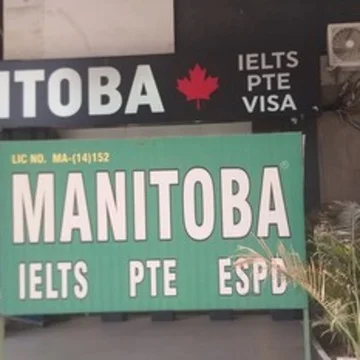 ITOBA
IELTS
PTE
VISA
LIC NO. MA-(14)152
MANITOBA
IELTS PTE ESPD